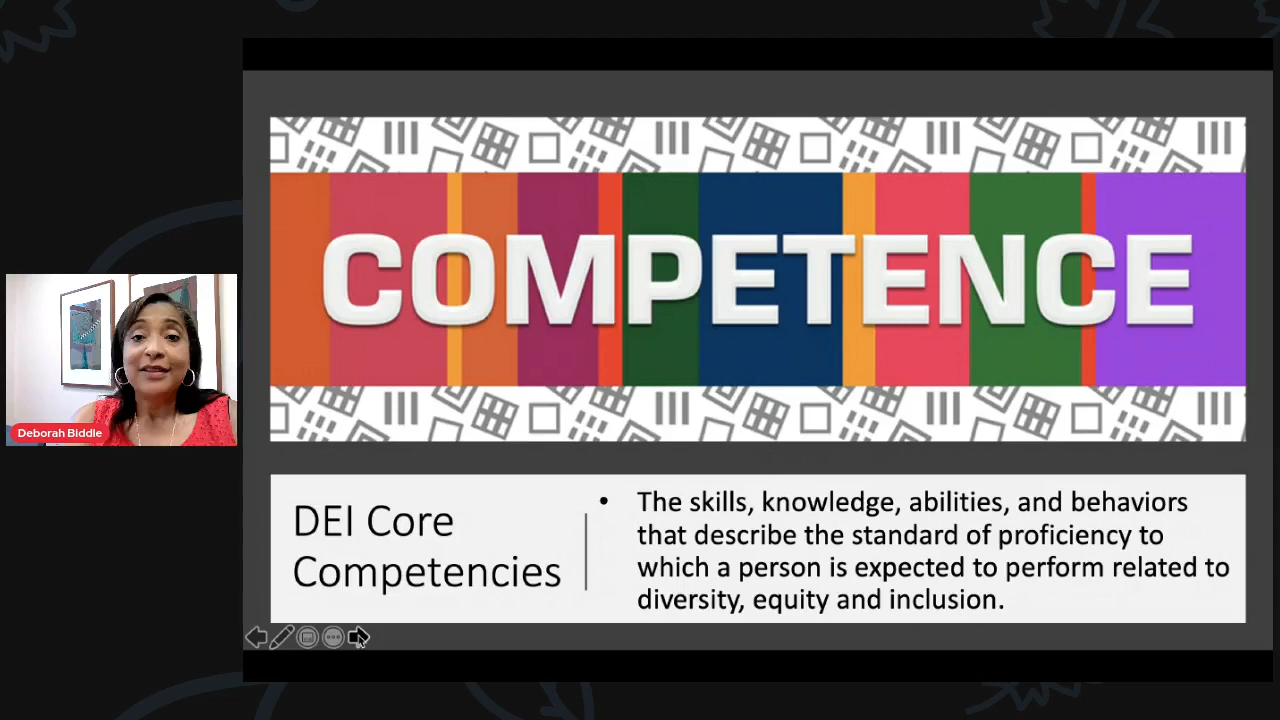 COMPETENCE
Deborah Biddle
DEI Core
Competencies
• The skills, knowledge, abilities, and behaviors
that describe the standard of proficiency to
which a person is expected to perform related to
diversity, equity and inclusion.